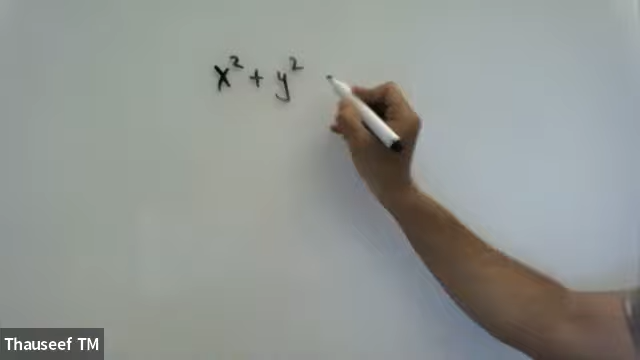 x² + y²
Thauseef TM